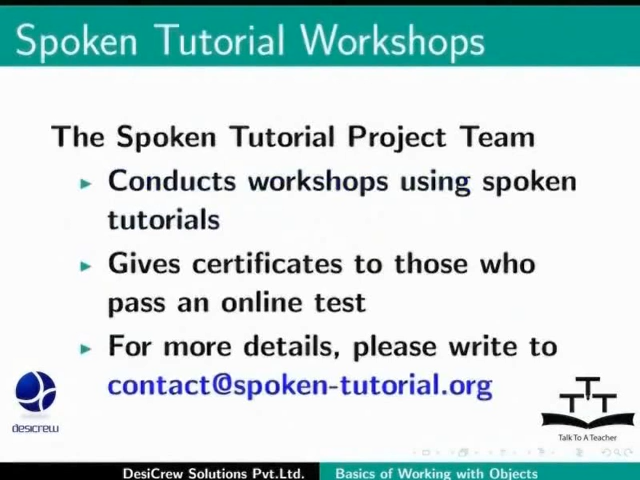 Spoken Tutorial Workshops
The Spoken Tutorial Project Team
Conducts workshops using spoken
tutorials
Gives certificates to those who
pass an online test
For more details, please write to
contact@spoken-tutorial.org
desicrew
TTT
Talk To A Teacher
DesiCrew Solutions Pvt.Ltd.
Basics of Working with Objects